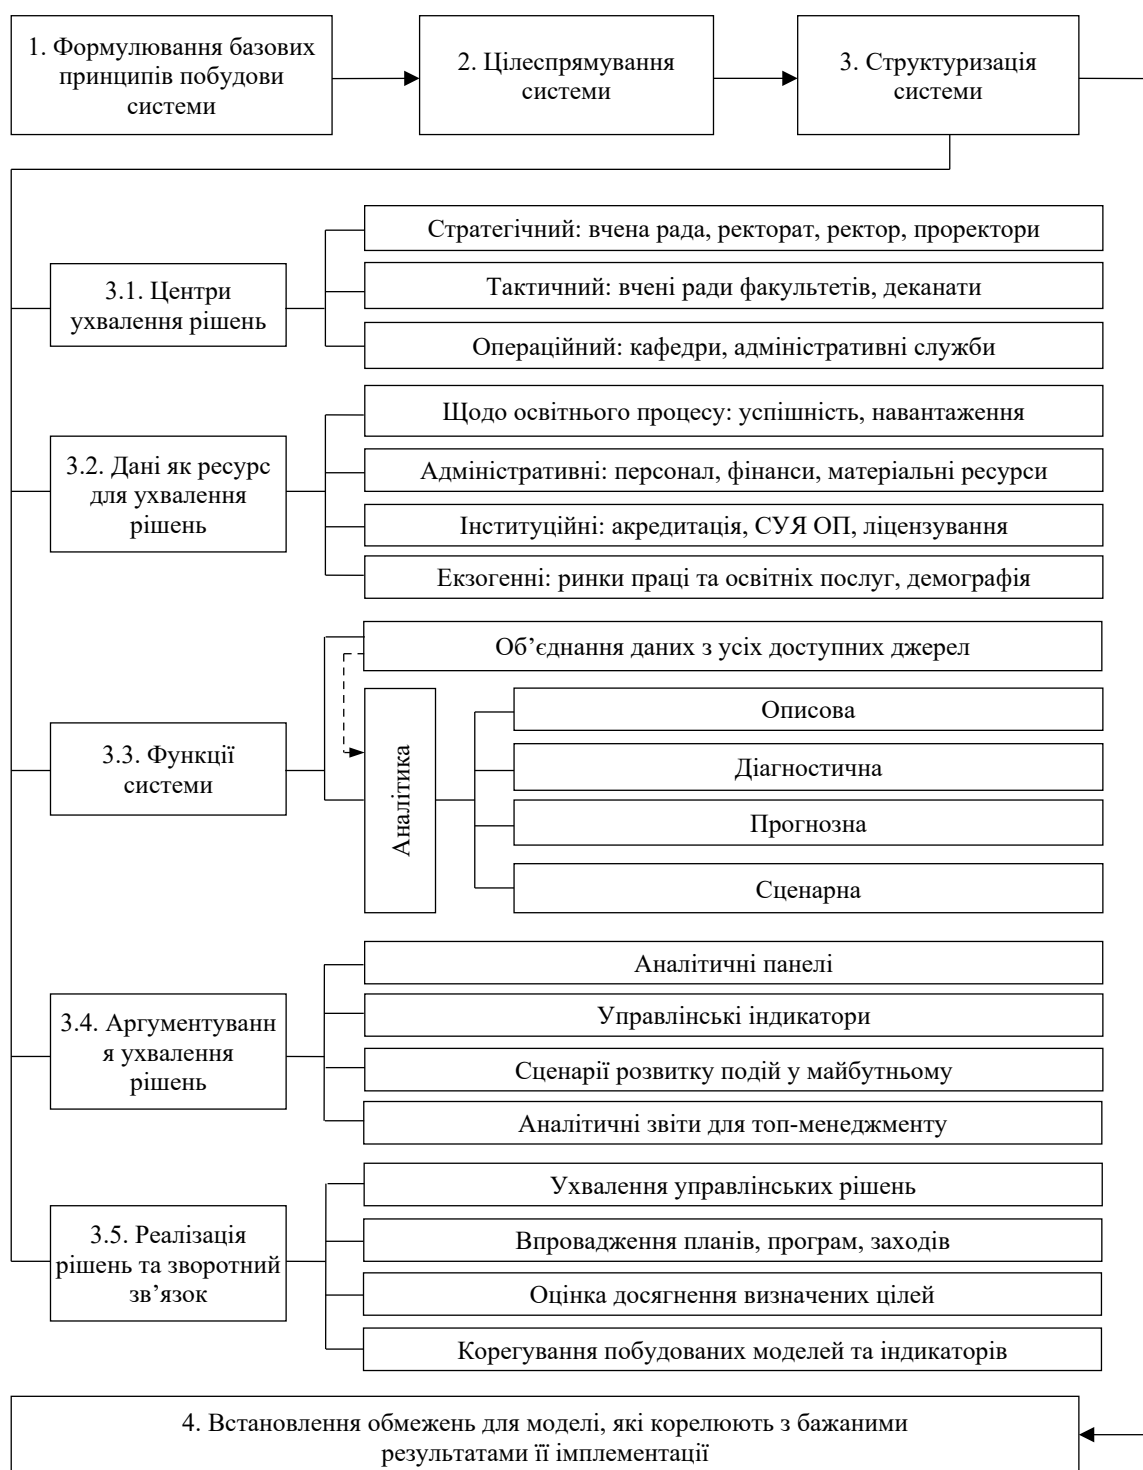 1. Формулювання базових
принципів побудови
системи
2. Цілеспрямування
системи
3. Структуризація
системи
3.1. Центри
ухвалення рішень
Стратегічний: вчена рада, ректорат, ректор, проректори
Тактичний: вчені ради факультетів, деканати
Операційний: кафедри, адміністративні служби
3.2. Дані як ресурс
для ухвалення
рішень
Щодо освітнього процесу: успішність, навантаження
Адміністративні: персонал, фінанси, матеріальні ресурси
Інституційні: акредитація, СУЯ ОП, ліцензування
Екзогенні: ринки праці та освітніх послуг, демографія
3.3. Функції
системи
Об’єднання даних з усіх доступних джерел
Аналітика
Описова
Діагностична
Прогнозна
Сценарна
3.4. Аргументуванн
я ухвалення
рішень
Аналітичні панелі
Управлінські індикатори
Сценарії розвитку подій у майбутньому
Аналітичні звіти для топ-менеджменту
3.5. Реалізація
рішень та зворотний
зв’язок
Ухвалення управлінських рішень
Впровадження планів, програм, заходів
Оцінка досягнення визначених цілей
Корегування побудованих моделей та індикаторів
4. Встановлення обмежень для моделі, які корелюють з бажаними
результатами її імплементації